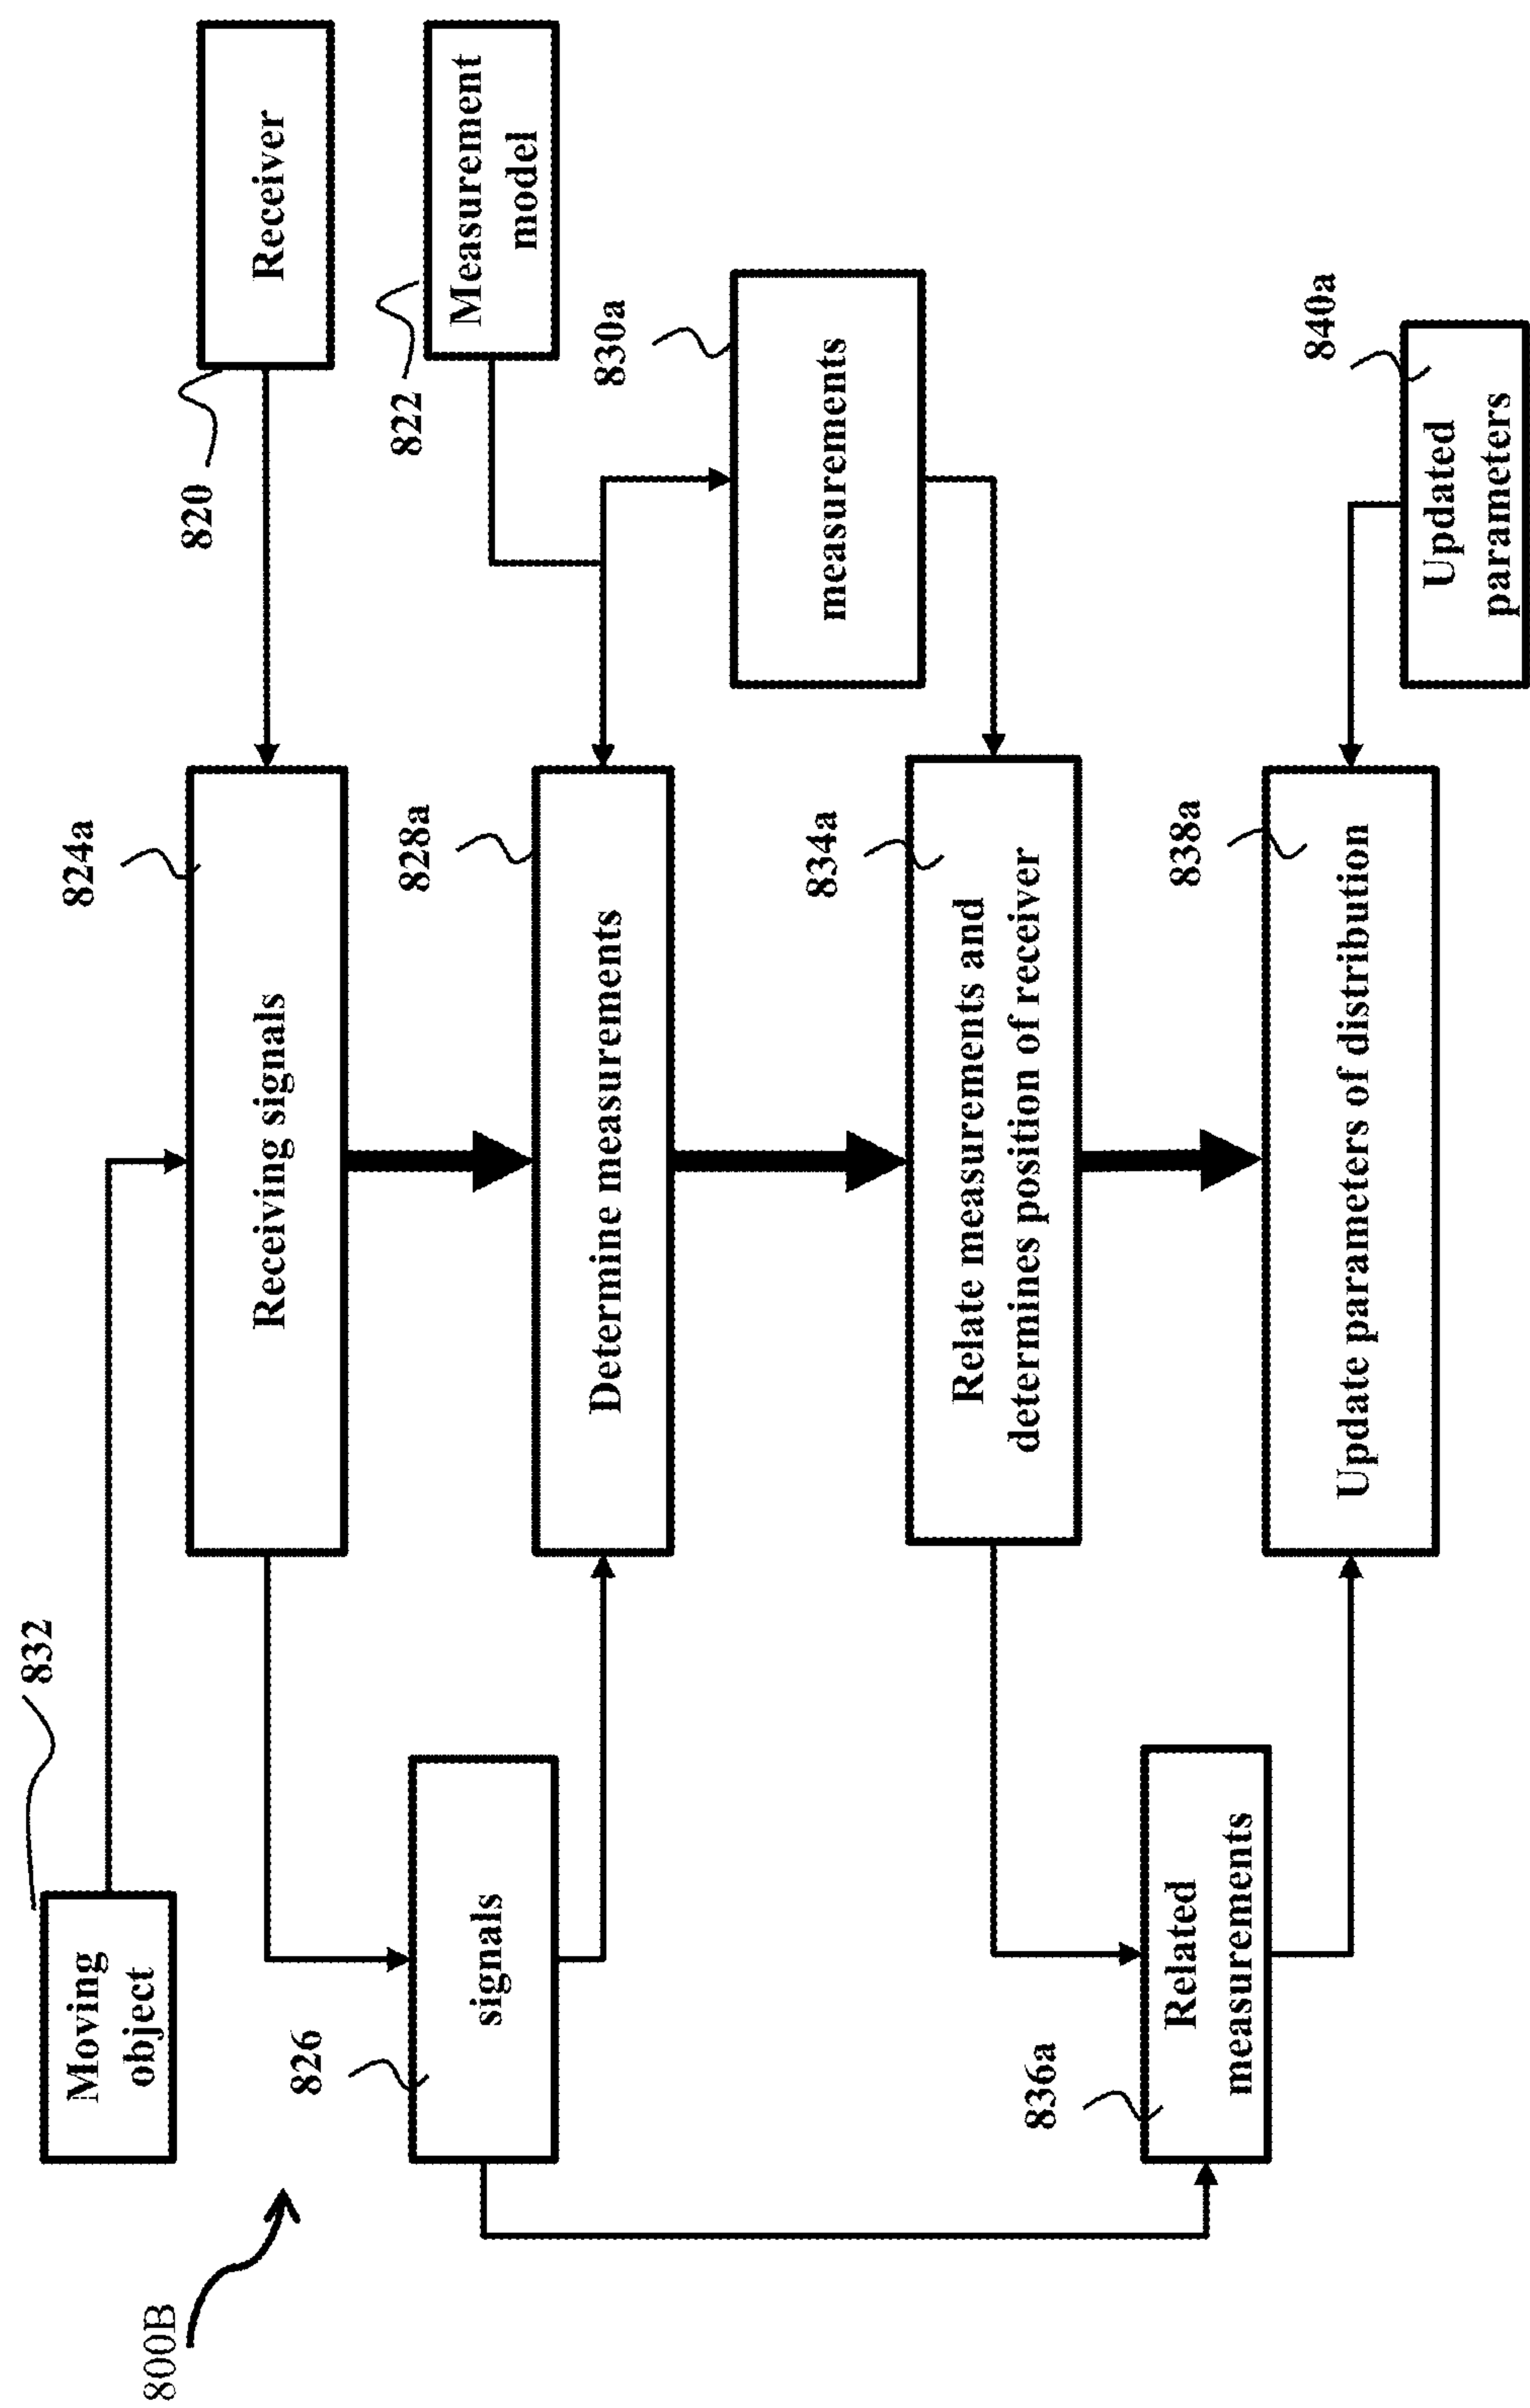 800B
832
Moving
object
824a
Receiving signals
820
Receiver
826
signals
828a
Determine measurements
822
Measurement
model
830a
measurements
834a
Relate measurements and
determines position of receiver
836a
Related
measurements
838a
Update parameters of distribution
840a
Updated
parameters